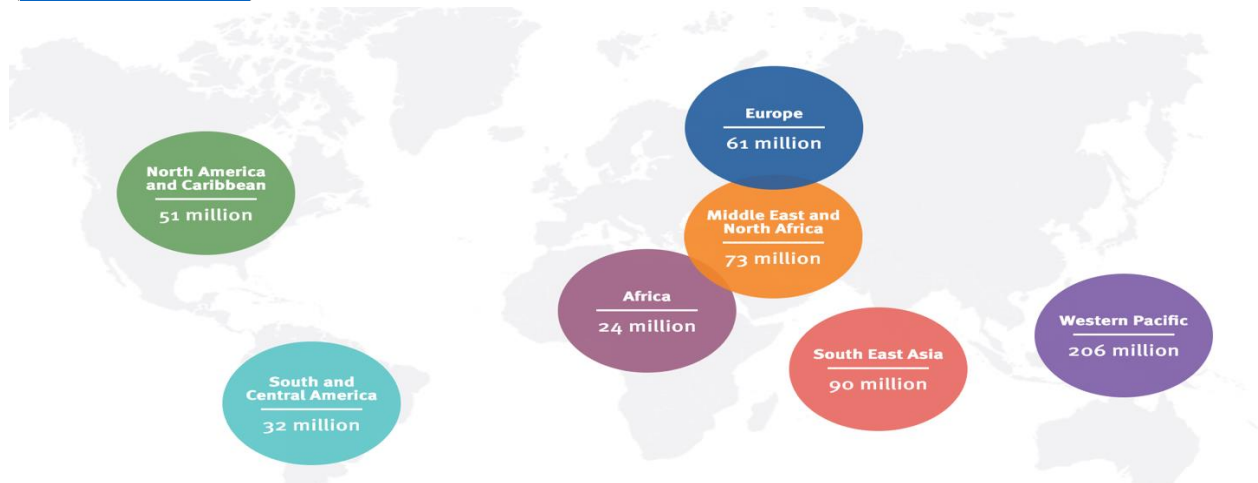 Europe
61 million
North America
and Caribbean
51 million
Middle East and
North Africa
73 million
Africa
24 million
Western Pacific
206 million
South East Asia
90 million
South and
Central America
32 million